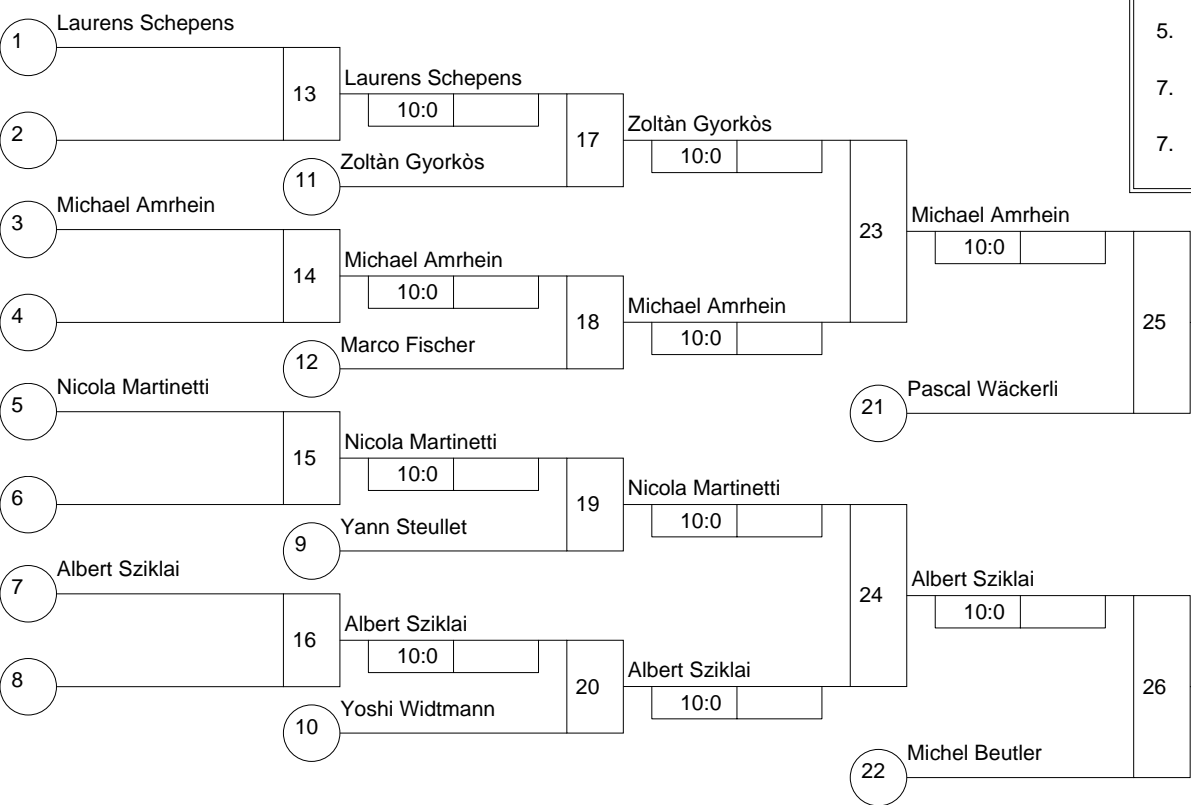 Laurens Schepens
1
5.
13
Laurens Schepens
10:0
7.
2
17
Zoltàn Gyorkòs
10:0
7.
11
Zoltàn Gyorkòs
3
Michael Amrhein
23
Michael Amrhein
10:0
14
Michael Amrhein
10:0
4
18
Michael Amrhein
10:0
25
12
Marco Fischer
5
Nicola Martinetti
21
Pascal Wäckerli
15
Nicola Martinetti
10:0
6
19
Nicola Martinetti
10:0
9
Yann Steullet
7
Albert Sziklai
24
Albert Sziklai
10:0
16
Albert Sziklai
10:0
8
20
Albert Sziklai
10:0
26
10
Yoshi Widtmann
22
Michel Beutler